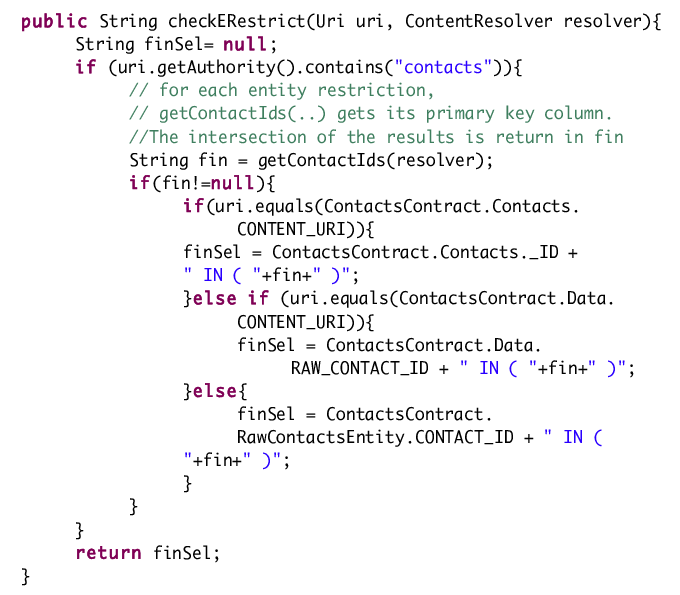 public String checkERestrict(Uri uri, ContentResolver resolver){
String finSel= null;
if (uri.getAuthority().contains("contacts")){
// for each entity restriction,
// getContactIds(..) gets its primary key column.
//The intersection of the results is return in fin
String fin = getContactIds(resolver);
if(fin!=null){
if(uri.equals(ContactsContract.Contacts.
CONTENT_URI)){
finSel = ContactsContract.Contacts._ID +
" IN ( "+fin+" )";
}else if (uri.equals(ContactsContract.Data.
CONTENT_URI)){
finSel = ContactsContract.Data.
RAW_CONTACT_ID + " IN ( "+fin+" )";
}else{
finSel = ContactsContract.
RawContactsEntity.CONTACT_ID + " IN (
"+fin+" )";
}
}
}
return finSel;
}